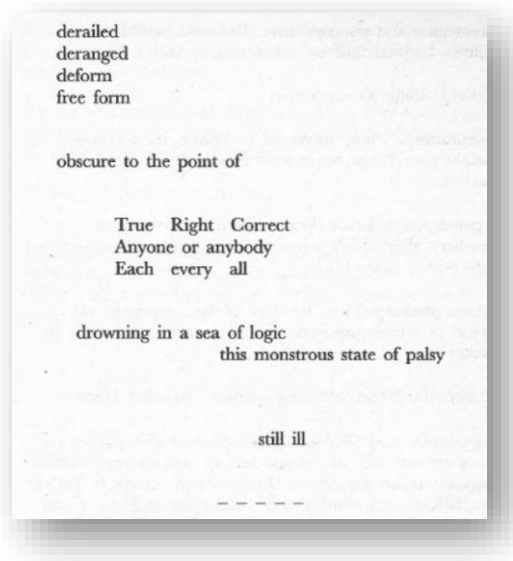 derailed
deranged
deform
free form
obscure to the point of
True Right Correct
Anyone or anybody
Each every all
drowning in a sea of logic
this monstrous state of palsy
still ill
– – – – –